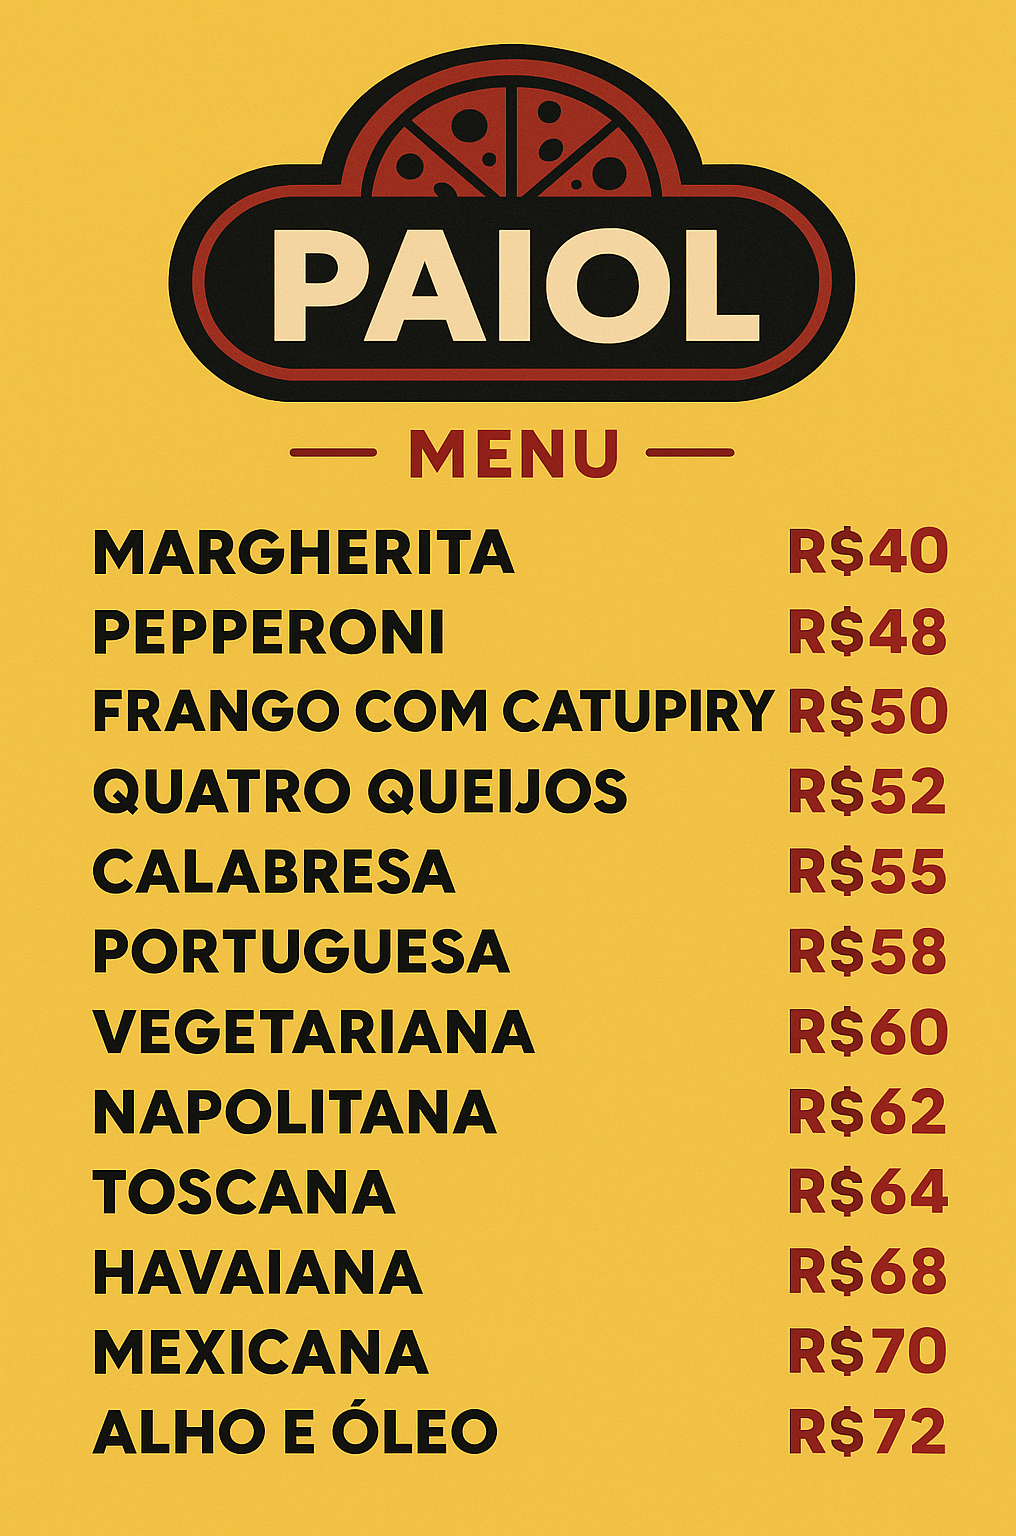 PAIOL
MENU
MARGHERITA R$40
PEPPERONI R$48
FRANGO COM CATUPIRY R$50
QUATRO QUEIJOS R$52
CALABRESA R$55
PORTUGUESA R$58
VEGETARIANA R$60
NAPOLITANA R$62
TOSCANA R$64
HAVAIANA R$68
MEXICANA R$70
ALHO E ÓLEO R$72